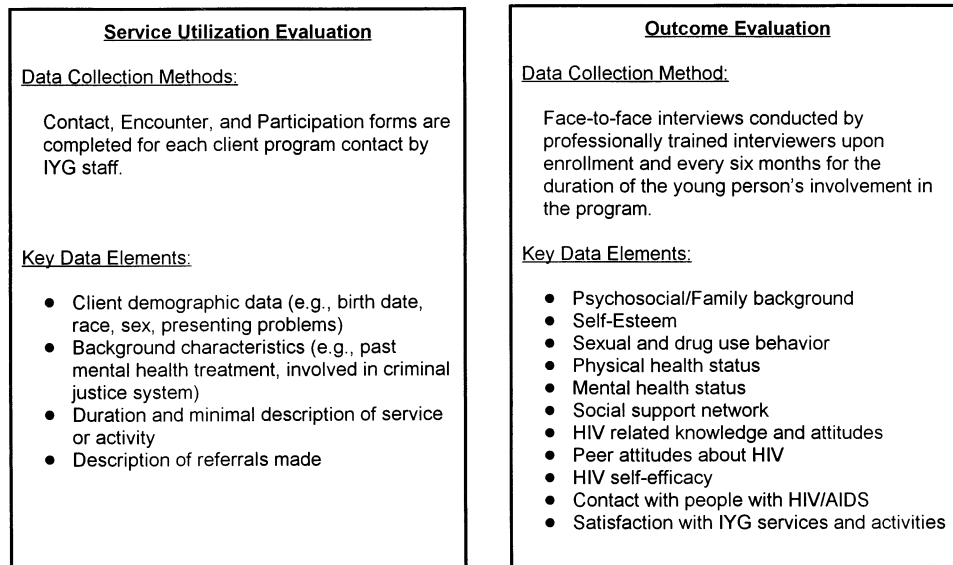 Service Utilization Evaluation
Data Collection Methods:
Contact, Encounter, and Participation forms are
completed for each client program contact by
IYG staff.
Key Data Elements:
● Client demographic data (e.g., birth date,
race, sex, presenting problems)
● Background characteristics (e.g., past
mental health treatment, involved in criminal
justice system)
● Duration and minimal description of service
or activity
● Description of referrals made
Outcome Evaluation
Data Collection Method:
Face-to-face interviews conducted by
professionally trained interviewers upon
enrollment and every six months for the
duration of the young person's involvement in
the program.
Key Data Elements:
● Psychosocial/Family background
● Self-Esteem
● Sexual and drug use behavior
● Physical health status
● Mental health status
● Social support network
● HIV related knowledge and attitudes
● Peer attitudes about HIV
● HIV self-efficacy
● Contact with people with HIV/AIDS
● Satisfaction with IYG services and activities